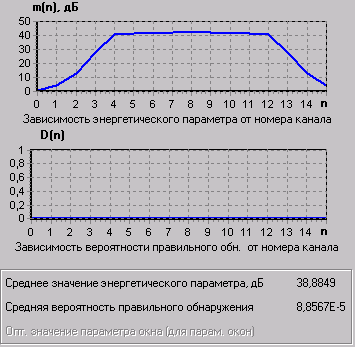 m(n), дБ
50
40
30
20
10
0
0 1 2 3 4 5 6 7 8 9 10 11 12 13 14 n
Зависимость энергетического параметра от номера канала
D(n)
1
0,8
0,6
0,4
0,2
0
0 1 2 3 4 5 6 7 8 9 10 11 12 13 14 n
Зависимость вероятности правильного обн. от номера канала
Среднее значение энергетического параметра, дБ 38,8849
Средняя вероятность правильного обнаружения 8,8567E-5
Опт. значение параметра окна (для парам. окон)